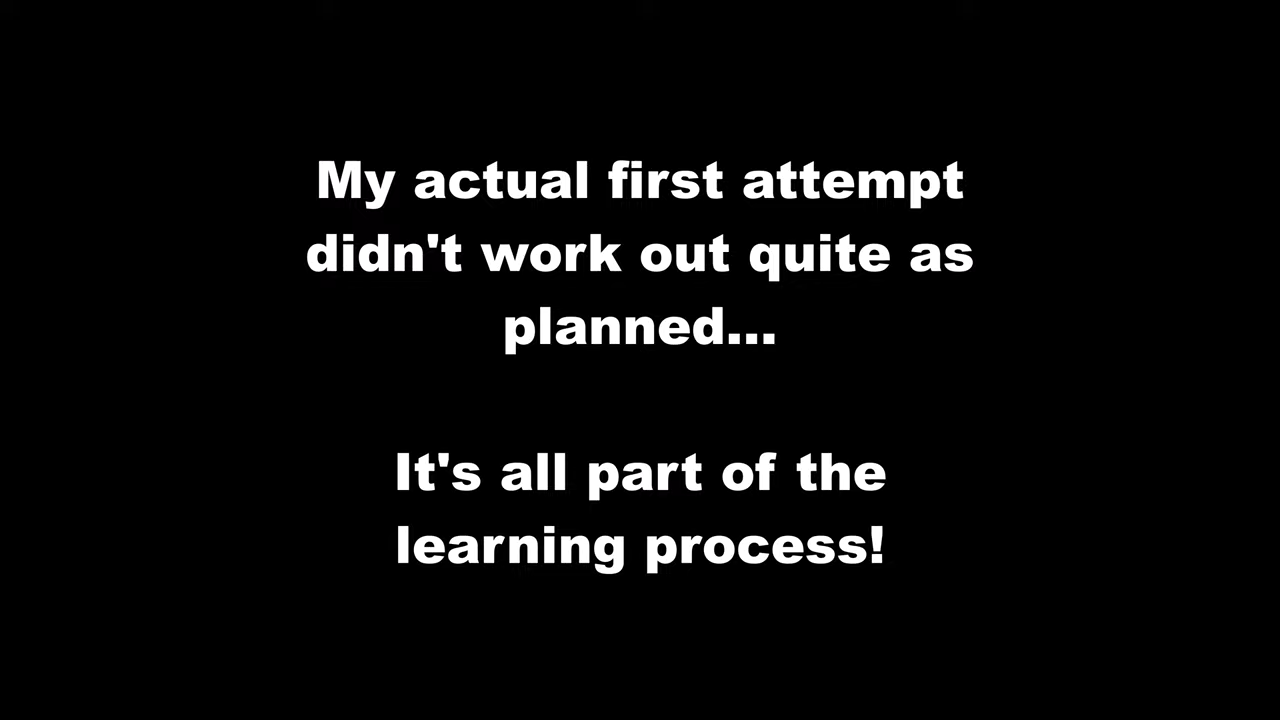 My actual first attempt
didn't work out quite as
planned...
It's all part of the
learning process!